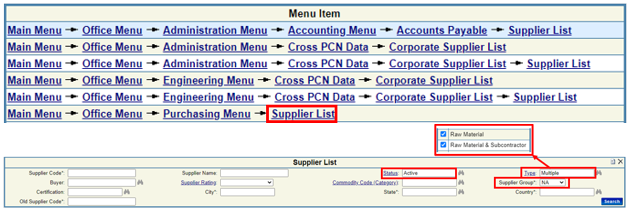 Menu Item
Main Menu → Office Menu → Administration Menu → Accounting Menu → Accounts Payable → Supplier List
Main Menu → Office Menu → Administration Menu → Cross PCN Data → Corporate Supplier List
Main Menu → Office Menu → Administration Menu → Cross PCN Data → Corporate Supplier List → Supplier List
Main Menu → Office Menu → Engineering Menu → Cross PCN Data → Corporate Supplier List
Main Menu → Office Menu → Engineering Menu → Cross PCN Data → Corporate Supplier List → Supplier List
Main Menu → Office Menu → Purchasing Menu → Supplier List
Raw Material
Raw Material & Subcontractor
Supplier List
Supplier Code*: Supplier Name: Status: Active Type: Multiple
Buyer: Supplier Rating: Commodity Code (Category): Supplier Group*: NA
Certification: City*: State*: Country*:
Old Supplier Code*: Search